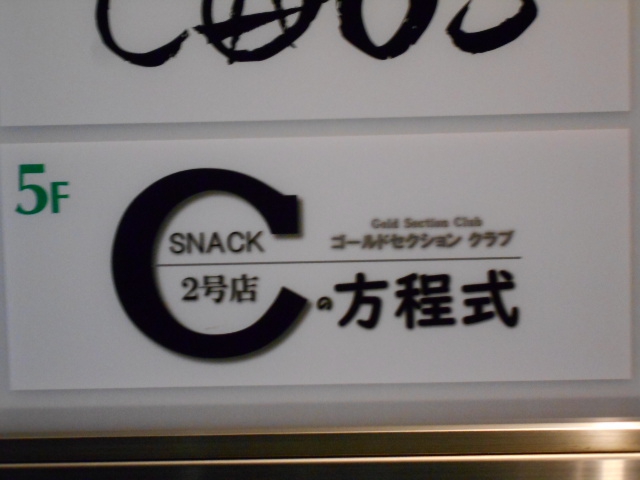 5F
SNACK
Gold Section Club
ゴールドセクション クラブ
2号店
Cの方程式